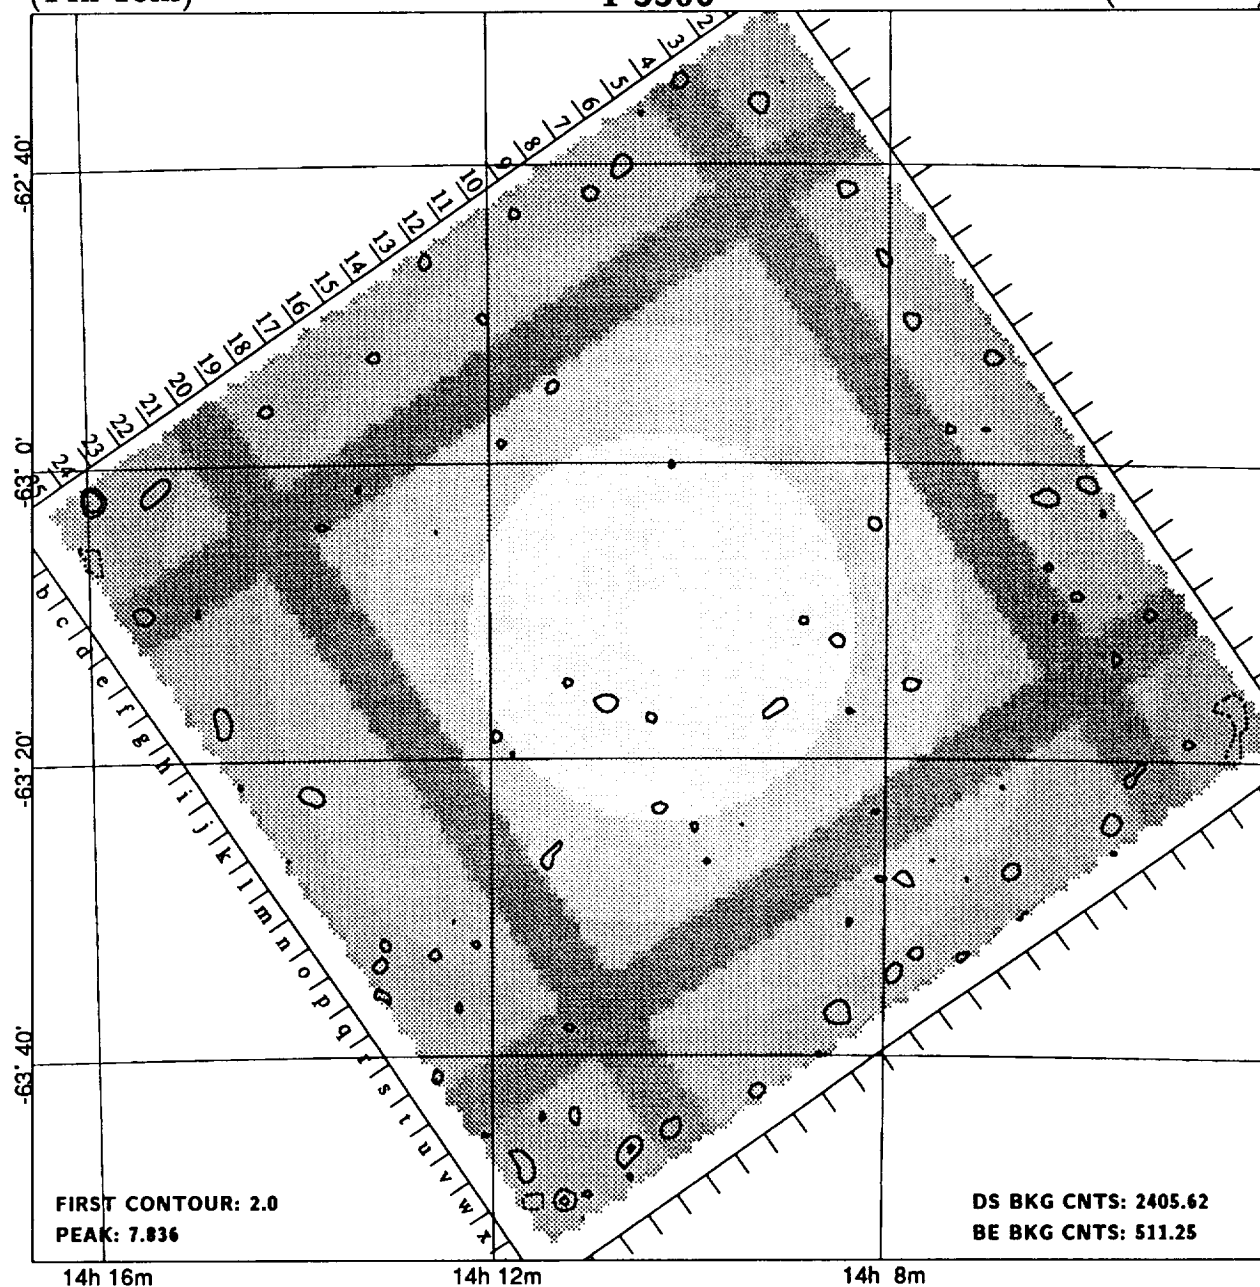 2
3
4
5
6
7
8
9
10
11
12
13
14
15
16
17
18
19
20
21
22
23
24
25
-62° 40'
-63° 0'
-63° 20'
-63° 40'
b
c
d
e
f
g
h
i
j
k
l
m
n
o
p
q
r
s
t
u
v
w
x
FIRST CONTOUR: 2.0
PEAK: 7.836
DS BKG CNTS: 2405.62
BE BKG CNTS: 511.25
14h 16m
14h 12m
14h 8m